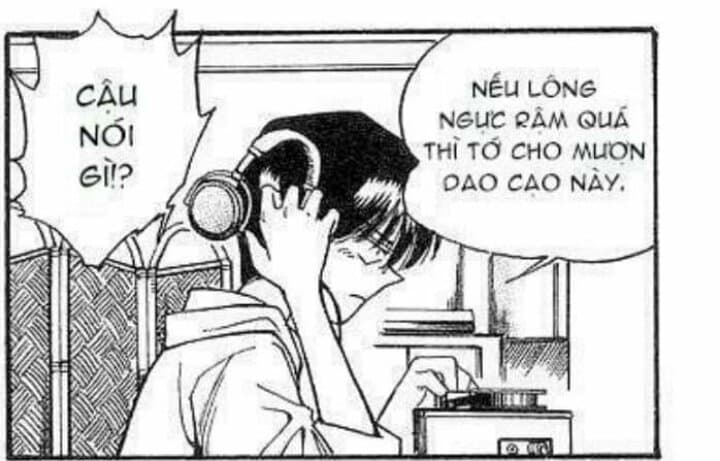 NẾU LÔNG
NGỰC RẬM QUÁ
THÌ TỚ CHO MƯỢN
DAO CẠO NÀY.
CẬU
NÓI
GÌ!?